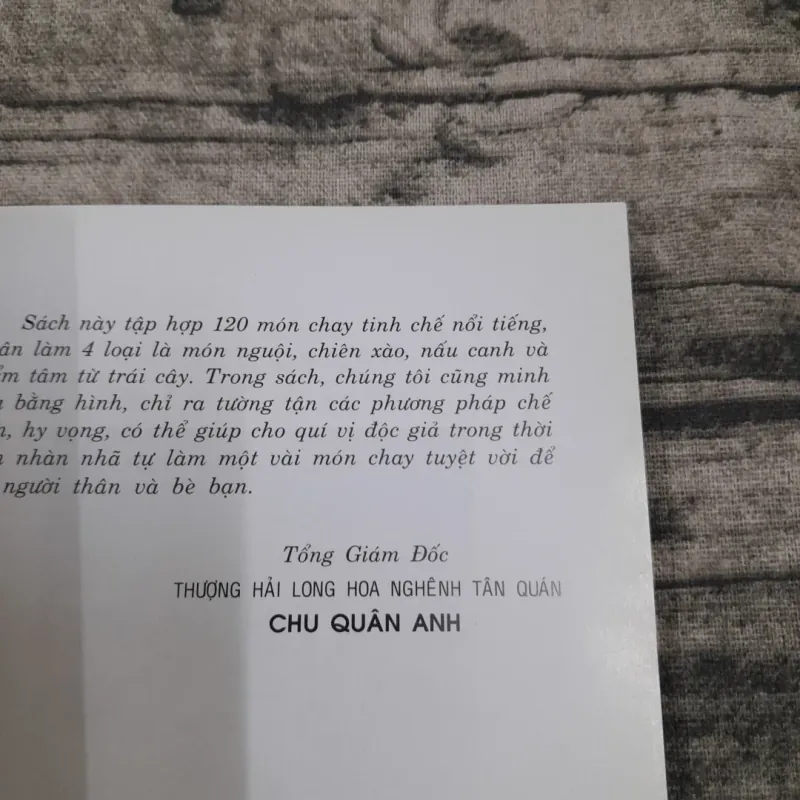 Sách này tập hợp 120 món chay tinh chế nổi tiếng,
làm 4 loại là món nguội, chiên xào, nấu canh và
tâm từ trái cây. Trong sách, chúng tôi cũng minh
bằng hình, chỉ ra tường tận các phương pháp chế
hy vọng, có thể giúp cho quí vị độc giả trong thời
nhàn nhã tự làm một vài món chay tuyệt vời để
người thân và bè bạn.
Tổng Giám Đốc
THƯỢNG HẢI LONG HOA NGHÊNH TÂN QUÁN
CHU QUÂN ANH